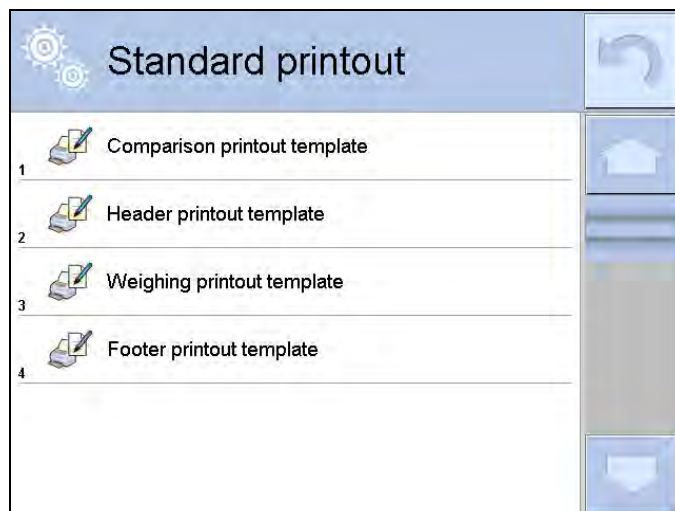 Standard printout
1 Comparison printout template
2 Header printout template
3 Weighing printout template
4 Footer printout template